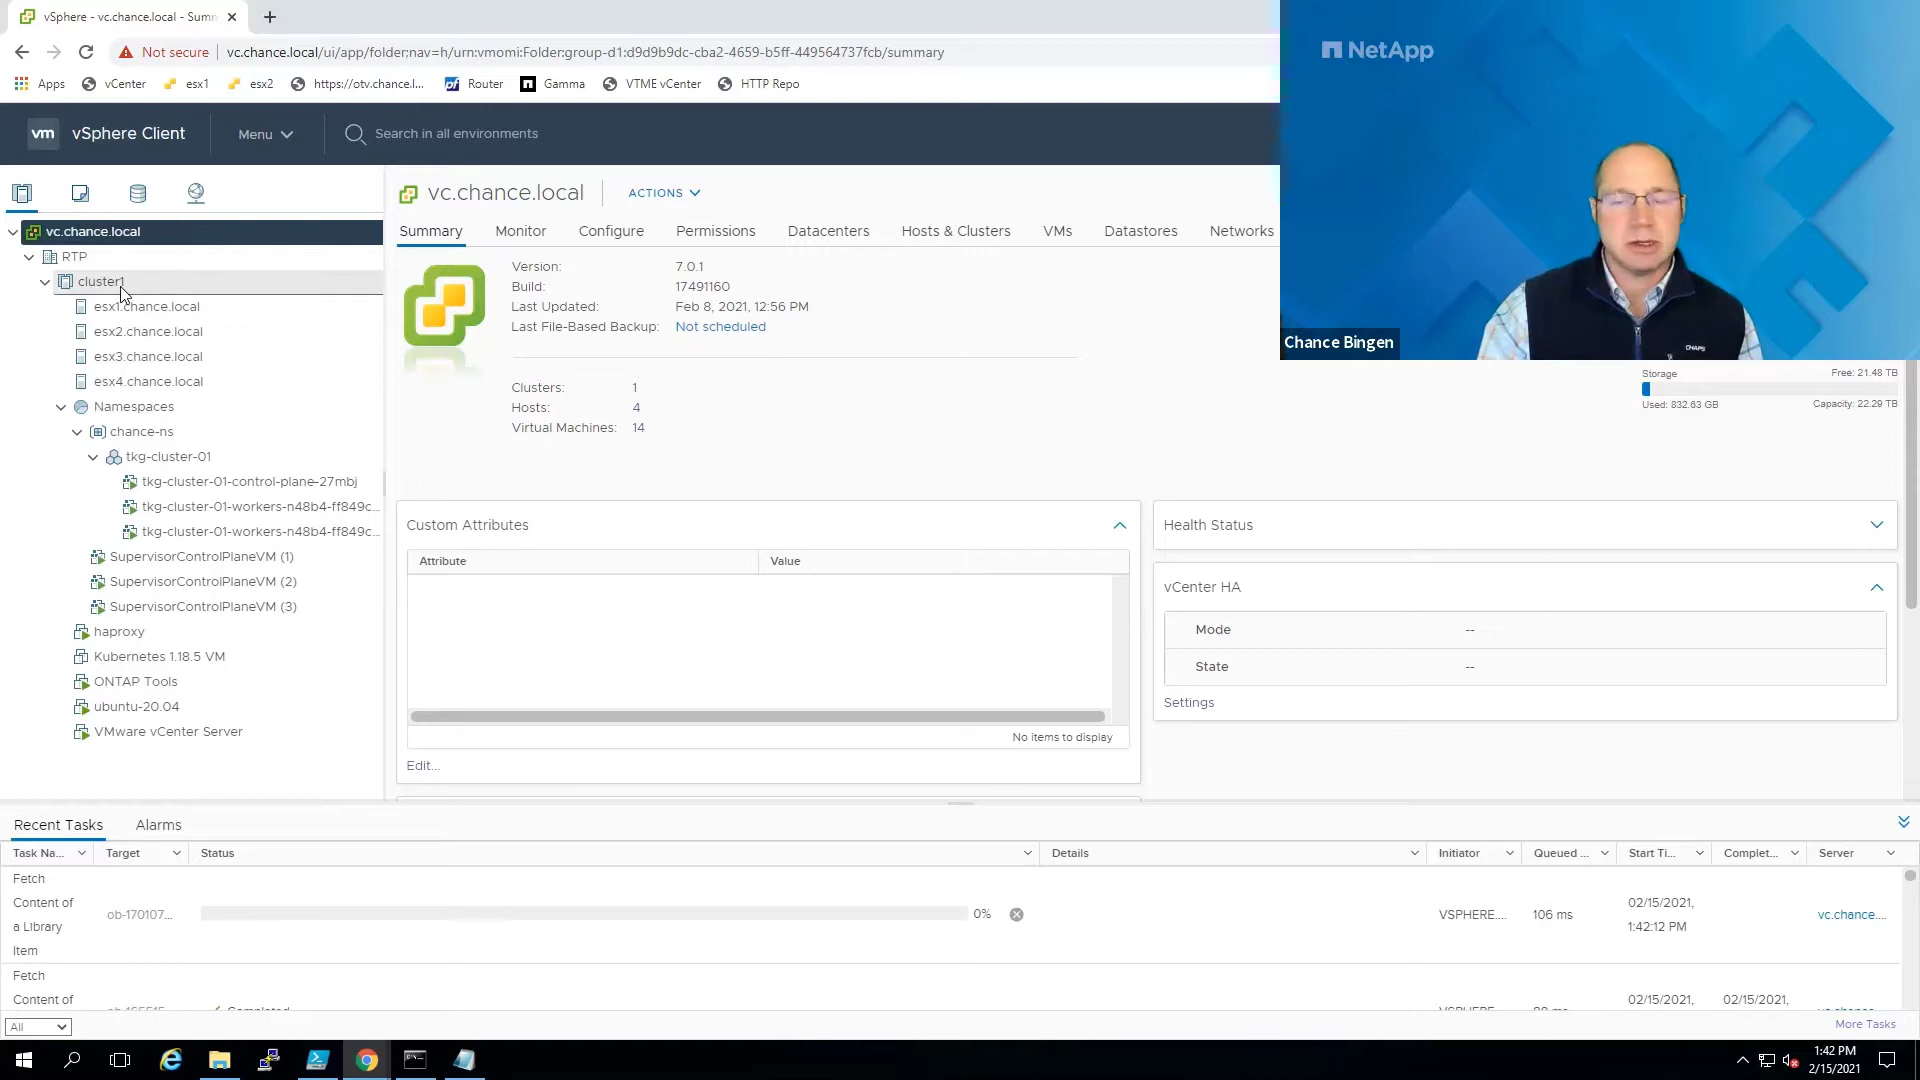 vSphere - vc.chance.local - Summ
Not secure
vc.chance.local/ui/app/folder;nav=h/urn:vmomi:Folder:group-d1:d9d9b9dc-cba2-4659-b5ff-449564737fcb/summary
Apps
vCenter
esx1
esx2
https://otv.chance.l...
Router
Gamma
VTME vCenter
HTTP Repo
NetApp
vm
vSphere Client
Menu
Search in all environments
vc.chance.local
ACTIONS
vc.chance.local
Summary
Monitor
Configure
Permissions
Datacenters
Hosts & Clusters
VMs
Datastores
Networks
RTP
cluster1
esx1.chance.local
esx2.chance.local
esx3.chance.local
esx4.chance.local
Namespaces
chance-ns
tkg-cluster-01
tkg-cluster-01-control-plane-27mbj
tkg-cluster-01-workers-n48b4-ff849c...
tkg-cluster-01-workers-n48b4-ff849c...
SupervisorControlPlaneVM (1)
SupervisorControlPlaneVM (2)
SupervisorControlPlaneVM (3)
haproxy
Kubernetes 1.18.5 VM
ONTAP Tools
ubuntu-20.04
VMware vCenter Server
Version: 7.0.1
Build: 17491160
Last Updated: Feb 8, 2021, 12:56 PM
Last File-Based Backup: Not scheduled
Clusters: 1
Hosts: 4
Virtual Machines: 14
Chance Bingen
CHAPS
Storage
Free: 21.48 TB
Used: 832.63 GB
Capacity: 22.29 TB
Custom Attributes
Attribute
Value
No items to display
Edit...
Health Status
vCenter HA
Mode --
State --
Settings
Recent Tasks
Alarms
Task Na...
Target
Status
Details
Initiator
Queued ...
Start Ti...
Complet...
Server
Fetch
Content of
a Library
Item
ob-170107...
0%
VSPHERE....
106 ms
02/15/2021,
1:42:12 PM
vc.chance....
Fetch
Content of
Completed
02/15/2021,
02/15/2021,
All
More Tasks
1:42 PM
2/15/2021